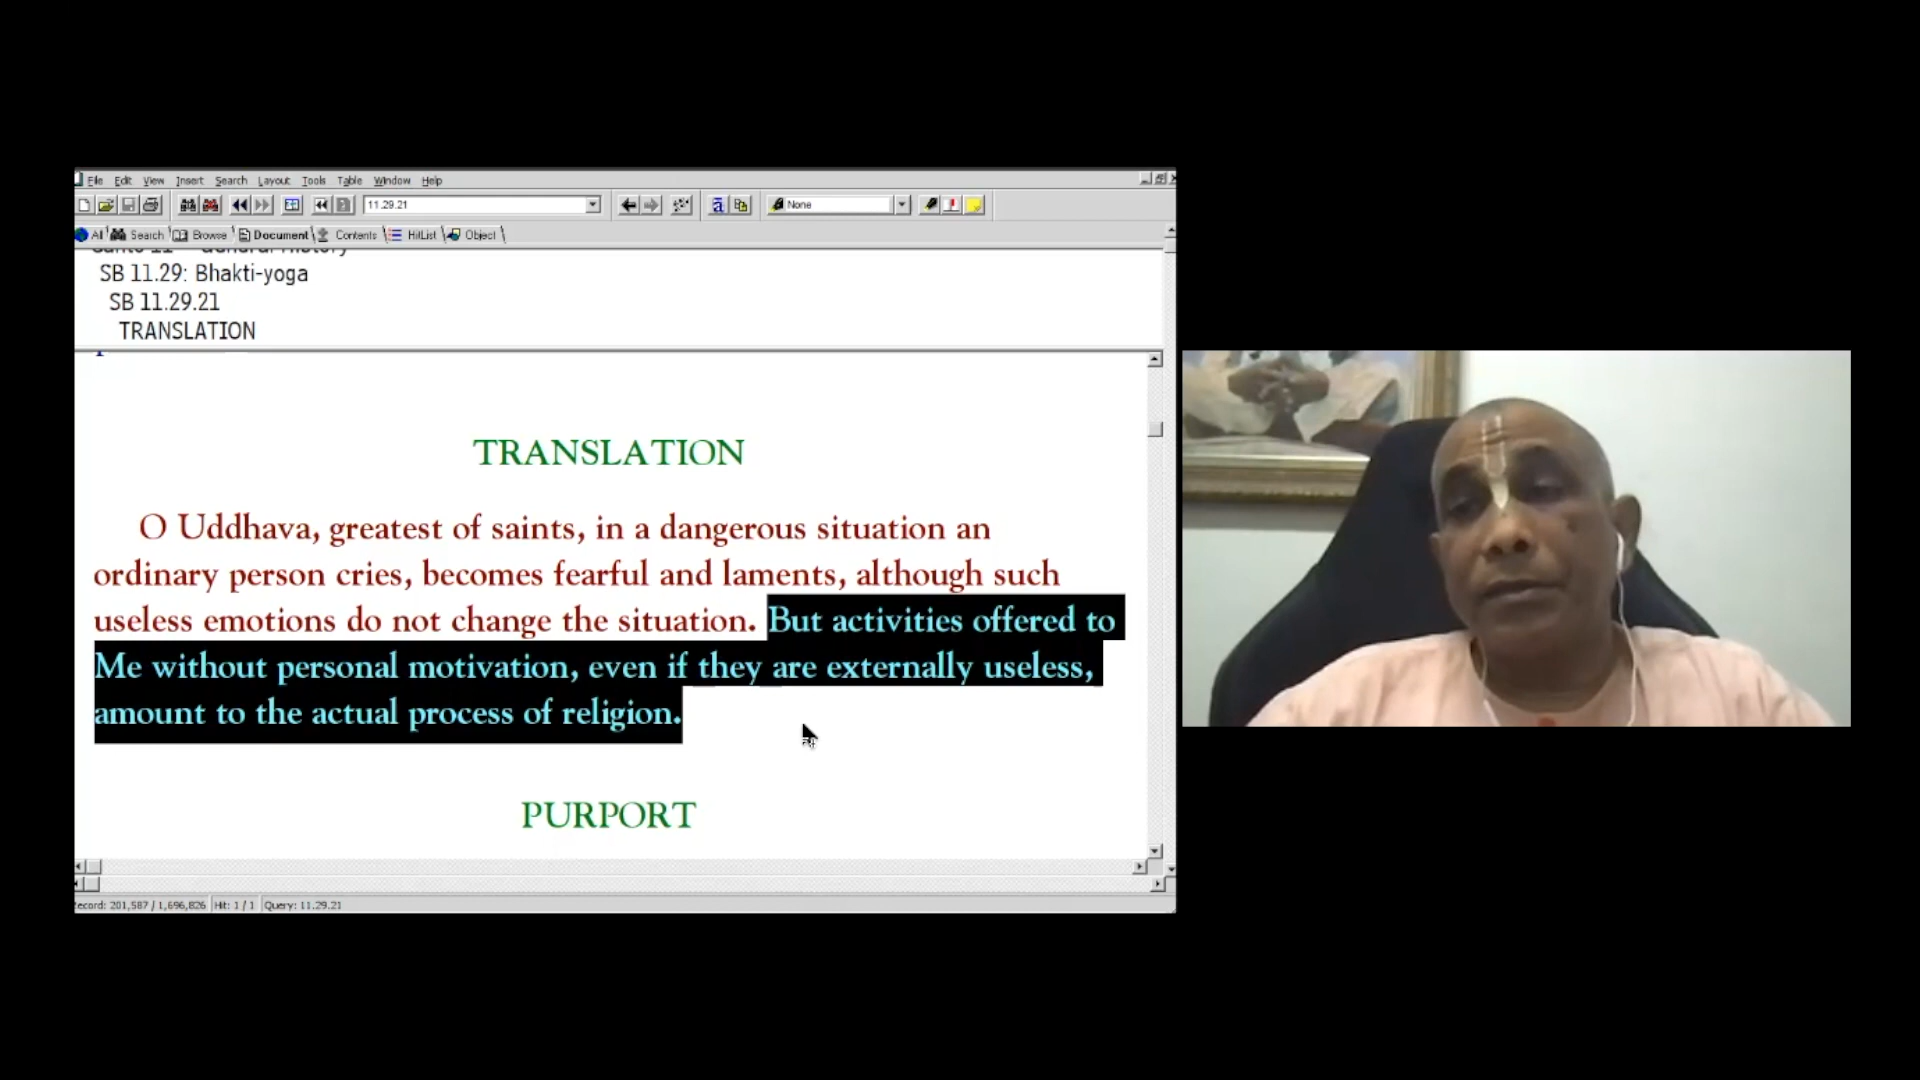 File Edit View Insert Search Layout Tools Table Window Help
11.29.21 None
All Search Browse Document Contents HitList Object
SB 11.29: Bhakti-yoga
SB 11.29.21
TRANSLATION
TRANSLATION
O Uddhava, greatest of saints, in a dangerous situation an
ordinary person cries, becomes fearful and laments, although such
useless emotions do not change the situation. But activities offered to
Me without personal motivation, even if they are externally useless,
amount to the actual process of religion.
PURPORT
Record: 201,587 / 1,696,826 Hit: 1 / 1 Query: 11.29.21